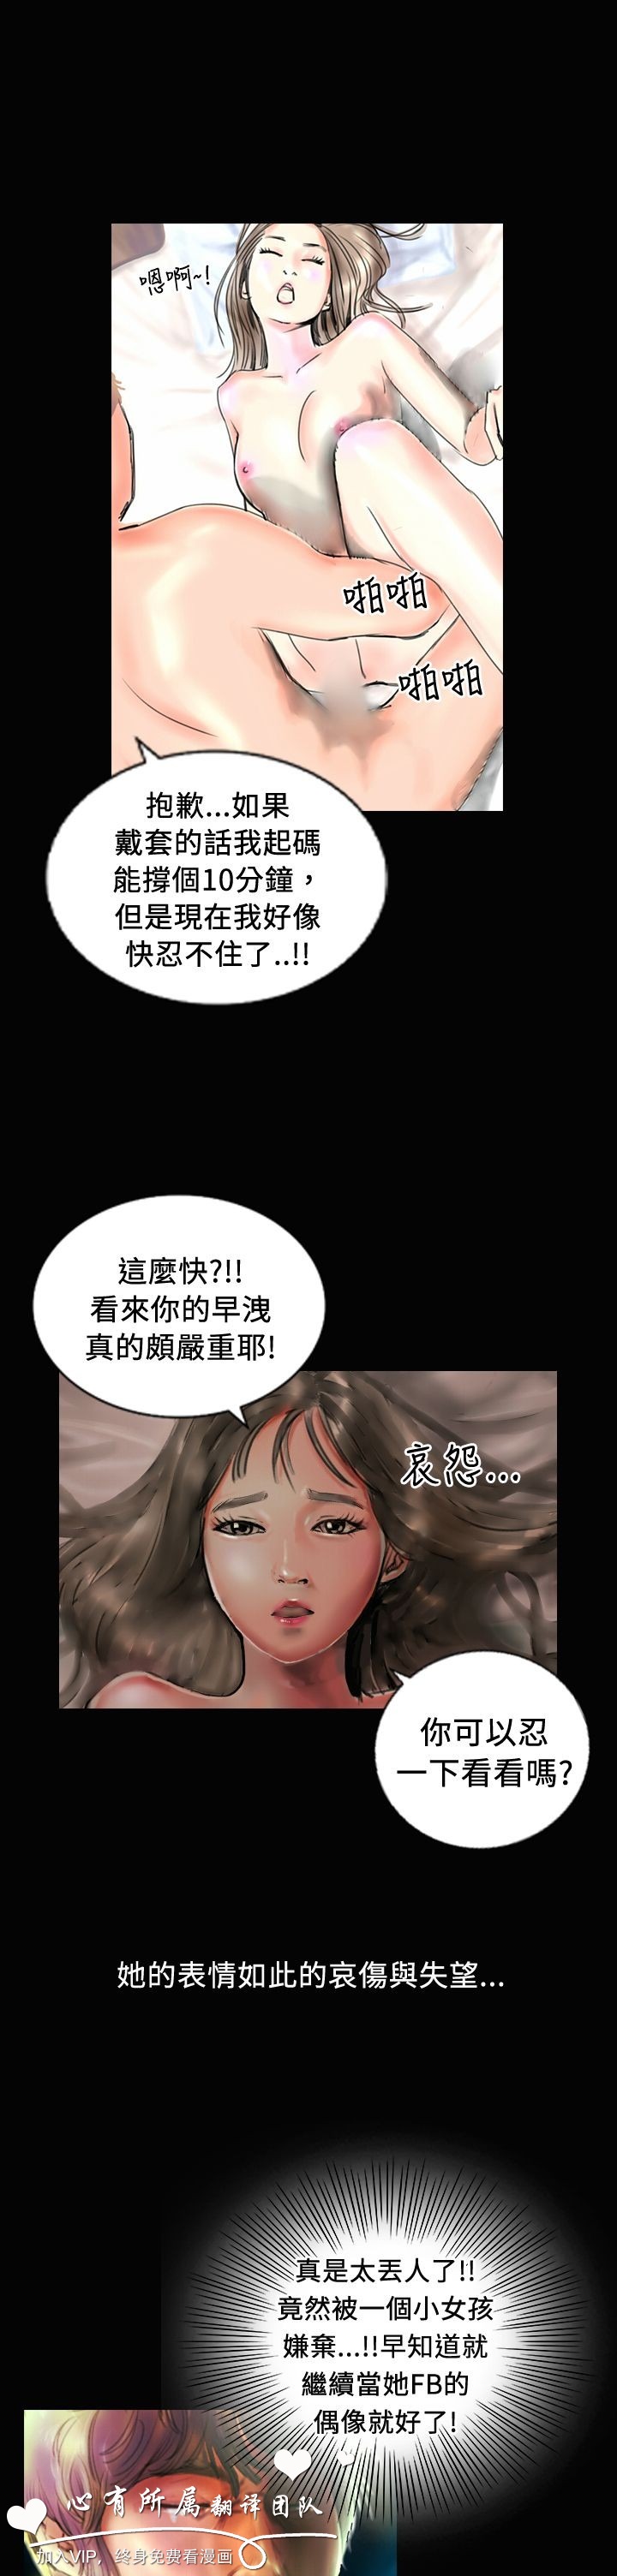 嗯啊~!
啪啪
啪啪
抱歉...如果
戴套的話我起碼
能撐個10分鐘，
但是現在我好像
快忍不住了..!!
這麼快?!!
看來你的早洩
真的頗嚴重耶!
哀怨...
你可以忍
一下看看嗎?
她的表情如此的哀傷與失望...
真是太丟人了!!
竟然被一個小女孩
嫌棄...!!早知道就
繼續當她FB的
偶像就好了!
心有所属翻译团队
加入VIP，终身免费看漫画